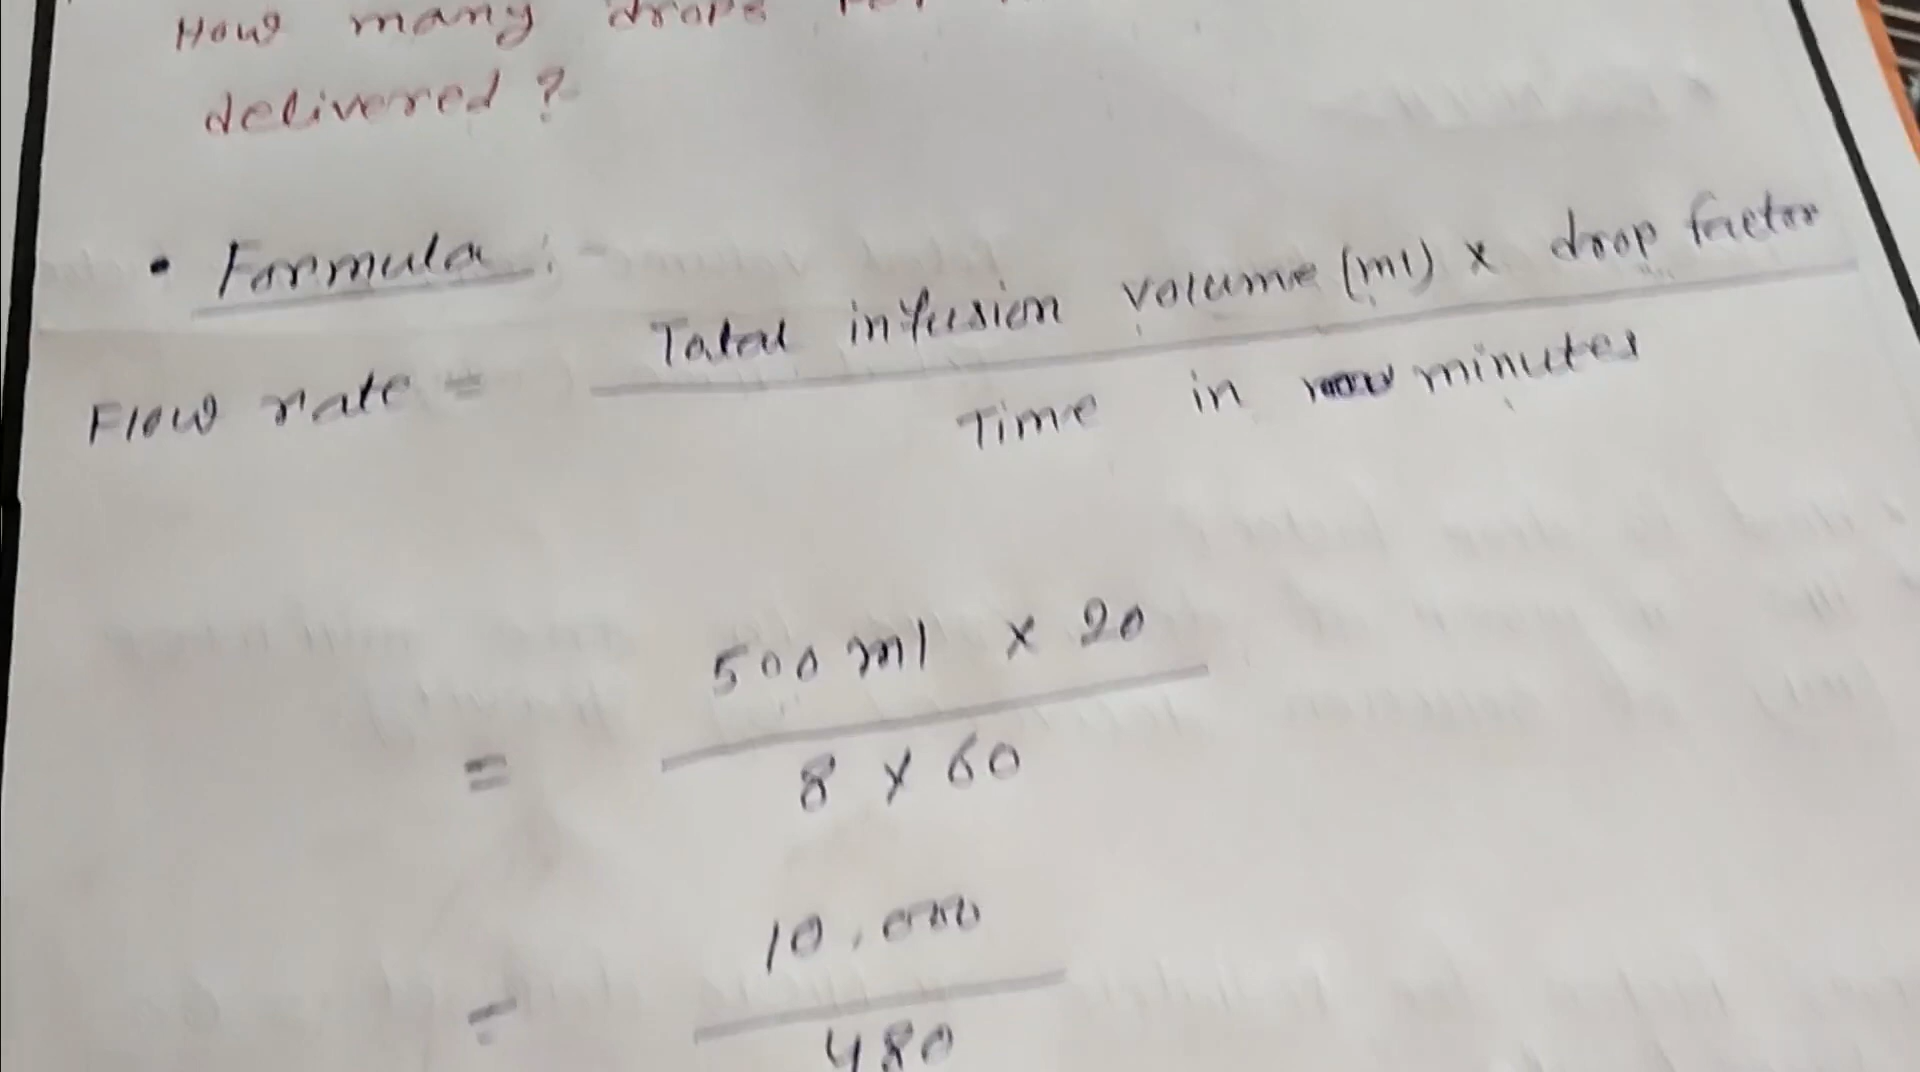 How many drops
delivered ?
• Formula :
Flow rate = Total infusion volume (ml) x drop factor
Time in minutes
= 500 ml x 20
8 x 60
= 10,000
480